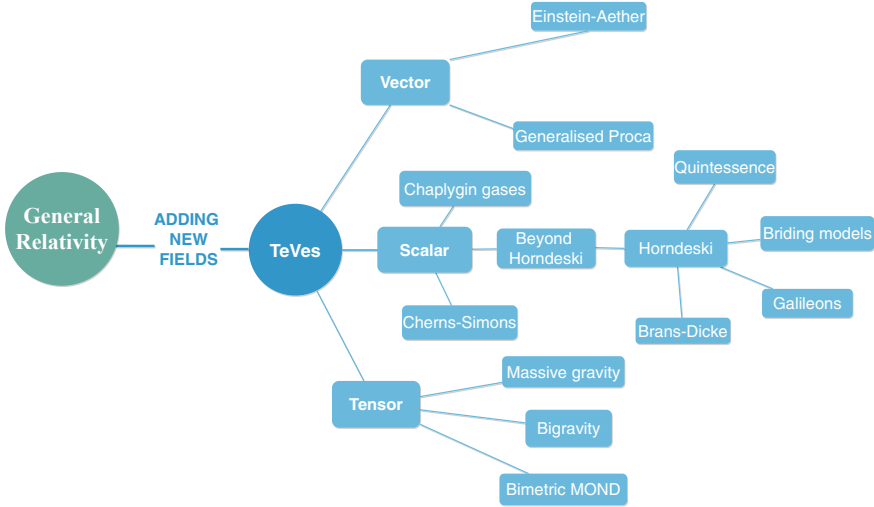 Einstein-Aether
Vector
Generalised Proca
Quintessence
Chaplygin gases
General
Relativity
ADDING
NEW
FIELDS
TeVes
Scalar
Beyond
Horndeski
Horndeski
Briding models
Galileons
Cherns-Simons
Brans-Dicke
Massive gravity
Tensor
Bigravity
Bimetric MOND